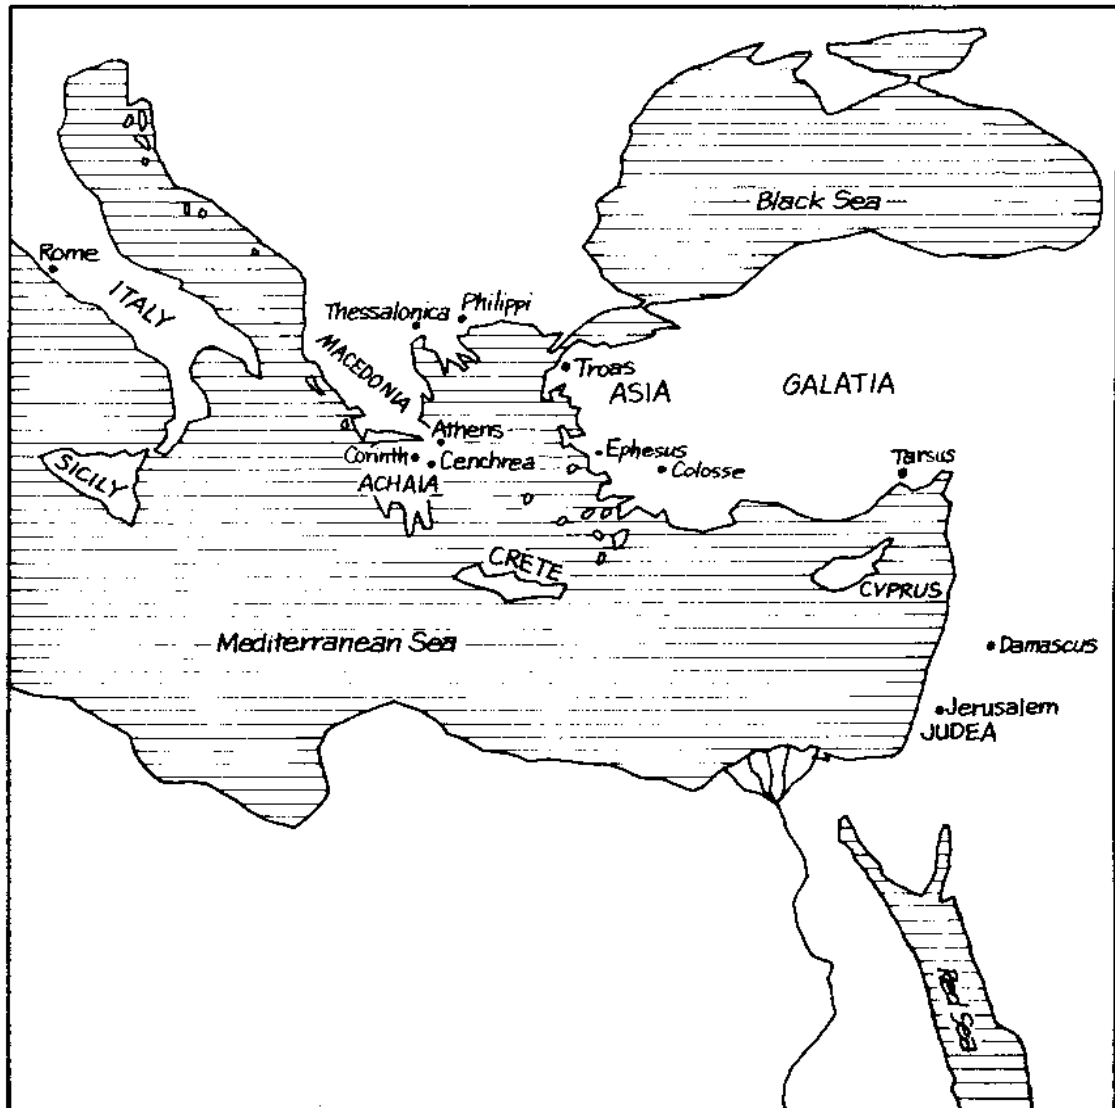 Black Sea
Rome
ITALY
Thessalonica
Philippi
MACEDONIA
Troas
ASIA
GALATIA
Athens
Corinth
Cenchrea
ACHAIA
Ephesus
Colosse
Tarsus
SICILY
CRETE
CYPRUS
Mediterranean Sea
Damascus
Jerusalem
JUDEA
Red Sea